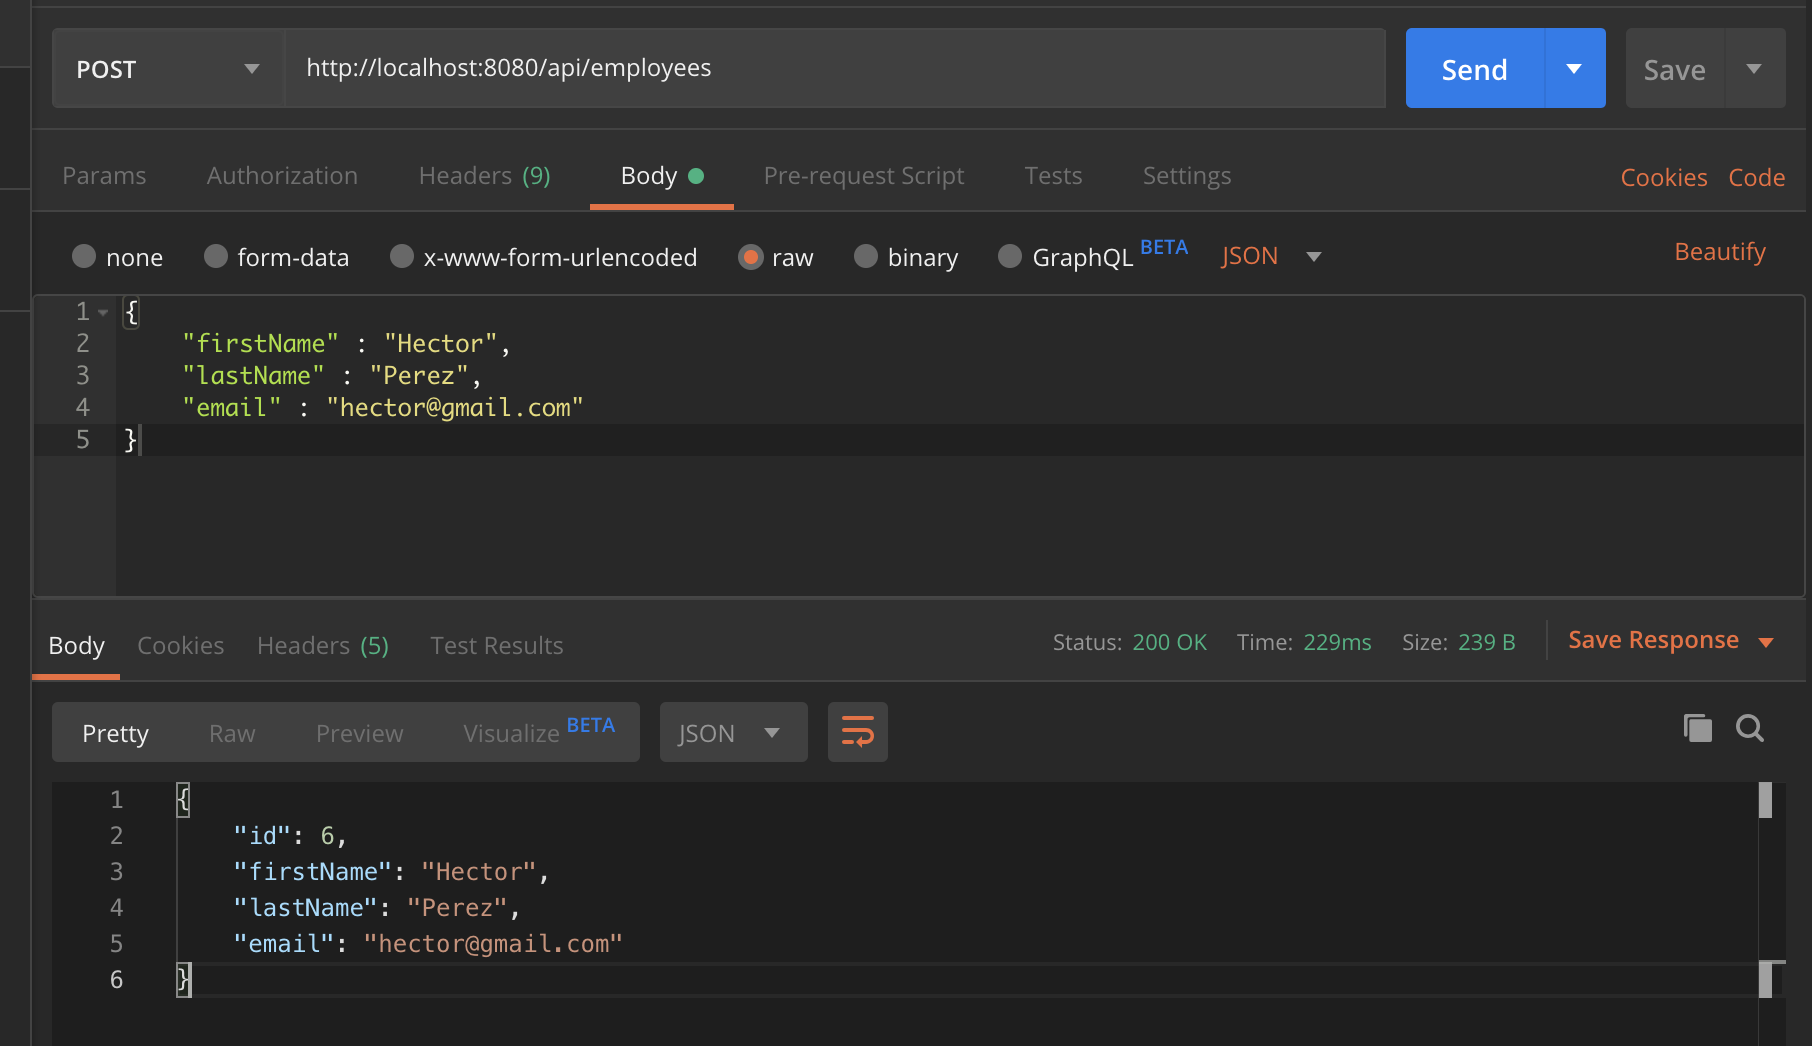 POST http://localhost:8080/api/employees Send Save
Params Authorization Headers (9) Body Pre-request Script Tests Settings Cookies Code
none form-data x-www-form-urlencoded raw binary GraphQL BETA JSON Beautify
1 {
2 "firstName" : "Hector",
3 "lastName" : "Perez",
4 "email" : "hector@gmail.com"
5 }
Body Cookies Headers (5) Test Results Status: 200 OK Time: 229ms Size: 239 B Save Response
Pretty Raw Preview Visualize BETA JSON
1 {
2 "id": 6,
3 "firstName": "Hector",
4 "lastName": "Perez",
5 "email": "hector@gmail.com"
6 }